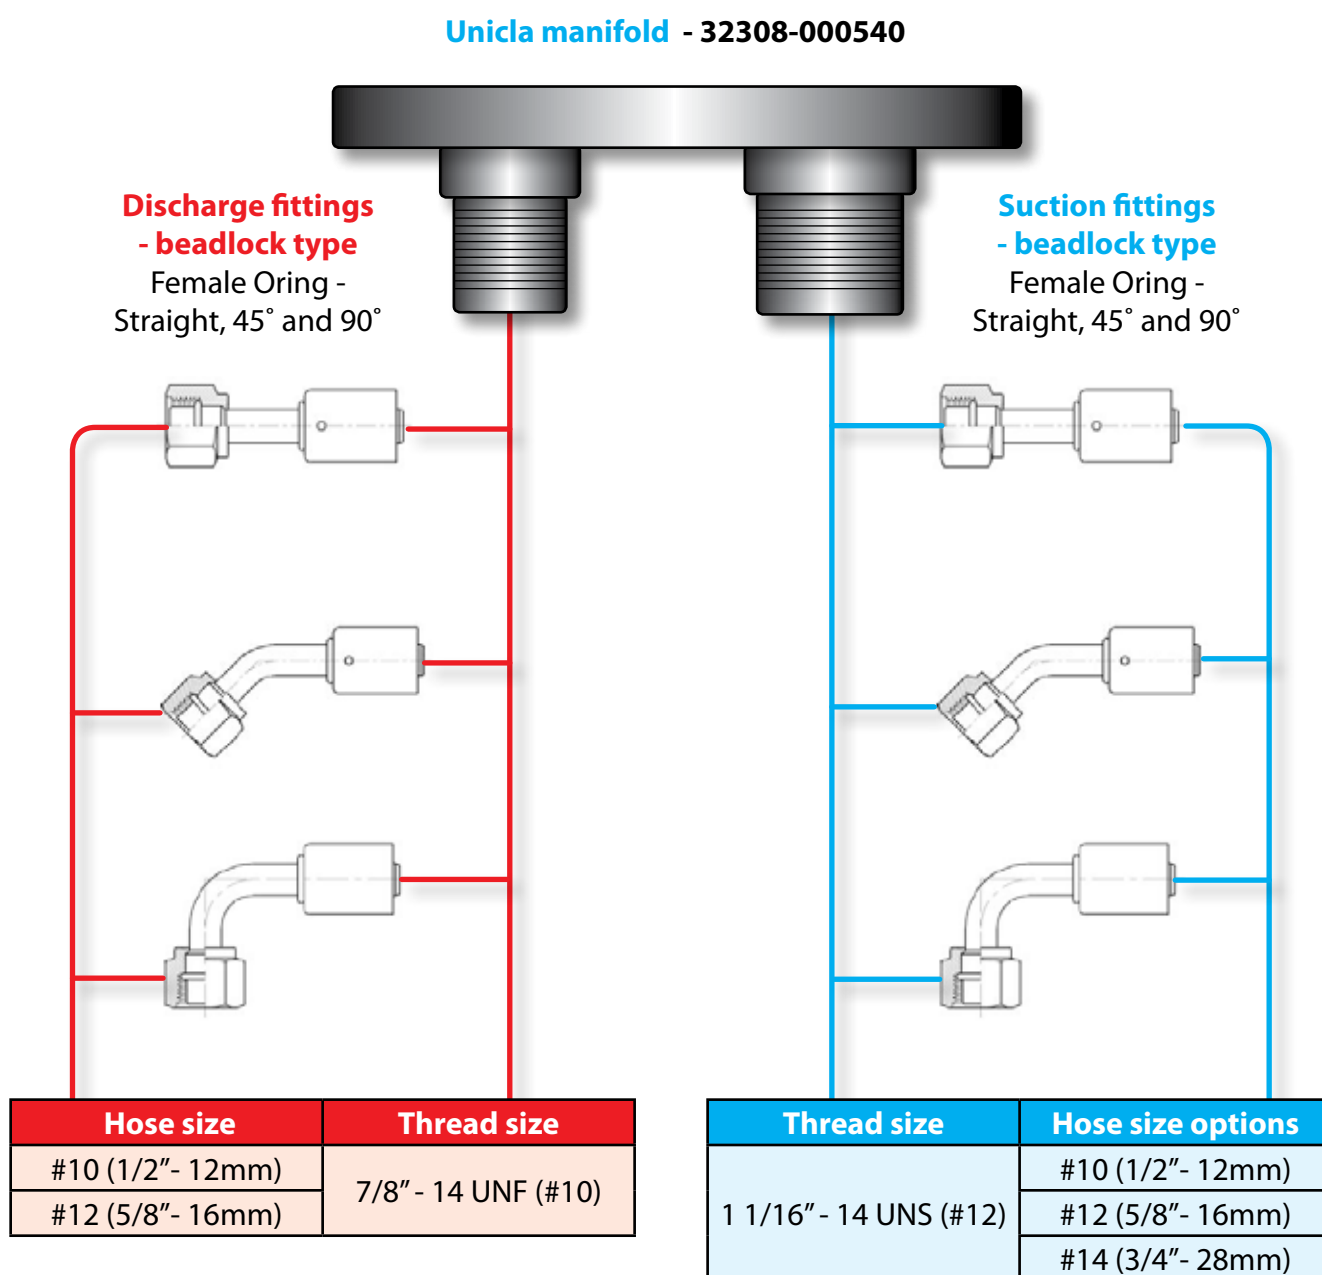 Unicla manifold - 32308-000540
Discharge fittings
- beadlock type
Female Oring -
Straight, 45˚ and 90˚
Suction fittings
- beadlock type
Female Oring -
Straight, 45˚ and 90˚
Hose size
Thread size
#10 (1/2”- 12mm)
#12 (5/8”- 16mm)
7/8” - 14 UNF (#10)
Thread size
Hose size options
1 1/16” - 14 UNS (#12)
#10 (1/2”- 12mm)
#12 (5/8”- 16mm)
#14 (3/4”- 28mm)